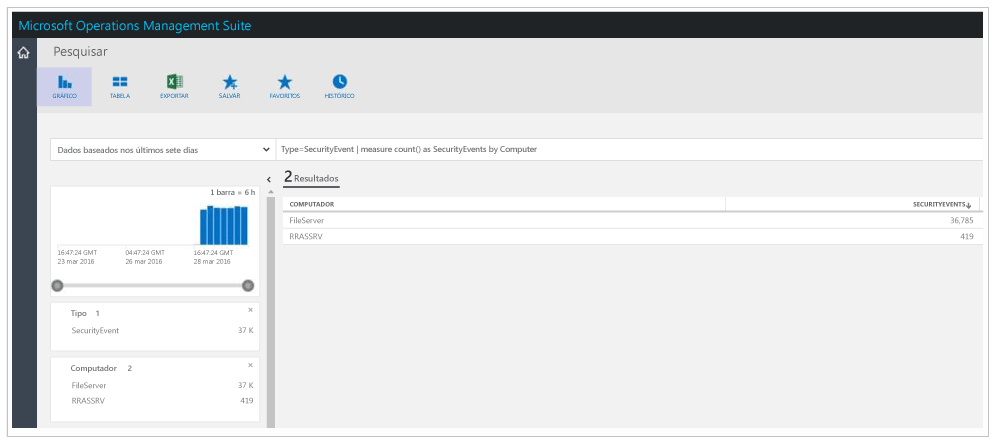 Microsoft Operations Management Suite
Pesquisar
GRÁFICO
TABELA
EXPORTAR
SALVAR
FAVORITOS
HISTÓRICO
Dados baseados nos últimos sete dias
Type=SecurityEvent | measure count() as SecurityEvents by Computer
2 Resultados
1 barra = 6 h
16:47:24 GMT 04:47:24 GMT 16:47:24 GMT
23 mar 2016 26 mar 2016 28 mar 2016
Tipo 1
SecurityEvent 37 K
Computador 2
FileServer 37 K
RRASSRV 419
COMPUTADOR SECURITYEVENTS
FileServer 36,785
RRASSRV 419